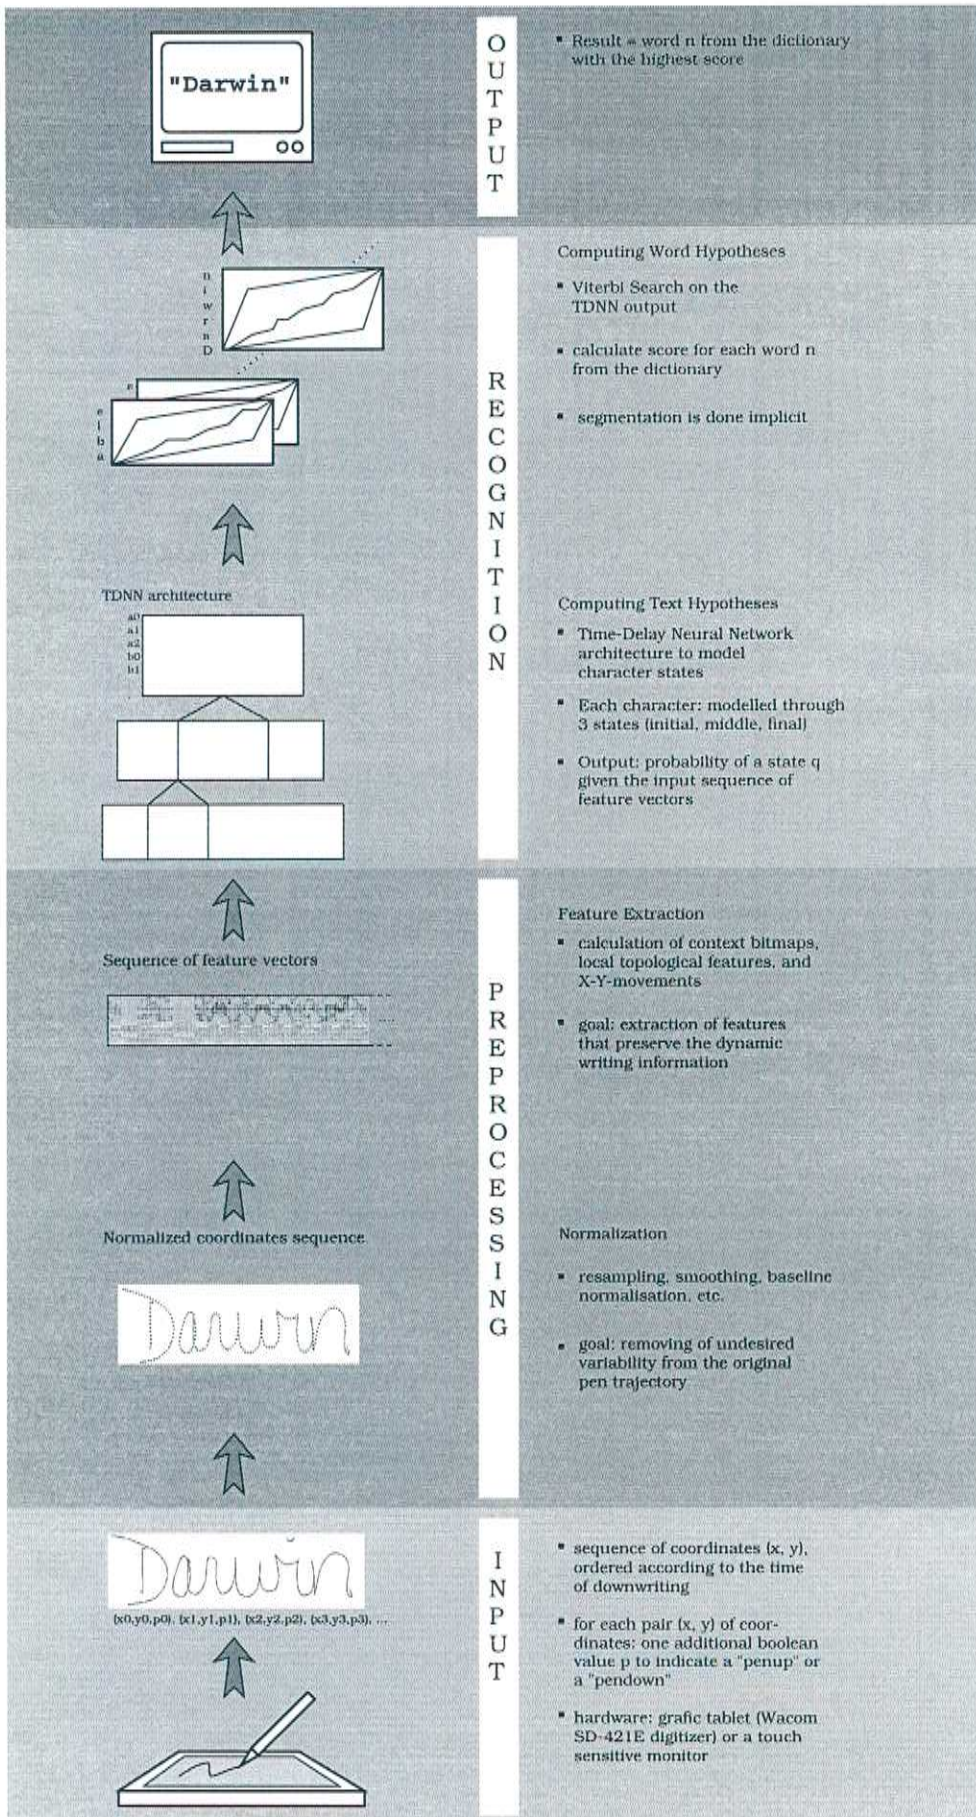 "Darwin"
OUTPUT
▪ Result = word n from the dictionary
with the highest score
n
i
w
r
a
D
e
l
b
a
RECOGNITION
Computing Word Hypotheses
▪ Viterbi Search on the
TDNN output
▪ calculate score for each word n
from the dictionary
▪ segmentation is done implicit
TDNN architecture
a0
a1
a2
b0
b1
Computing Text Hypotheses
▪ Time-Delay Neural Network
architecture to model
character states
▪ Each character: modelled through
3 states (initial, middle, final)
▪ Output: probability of a state q
given the input sequence of
feature vectors
Sequence of feature vectors
PREPROCESSING
Feature Extraction
▪ calculation of context bitmaps,
local topological features, and
X-Y-movements
▪ goal: extraction of features
that preserve the dynamic
writing information
Normalized coordinates sequence
Darwin
Normalization
▪ resampling, smoothing, baseline
normalisation, etc.
▪ goal: removing of undesired
variability from the original
pen trajectory
Darwin
(x0,y0,p0), (x1,y1,p1), (x2,y2,p2), (x3,y3,p3), ...
INPUT
▪ sequence of coordinates (x, y),
ordered according to the time
of downwriting
▪ for each pair (x, y) of coor-
dinates: one additional boolean
value p to indicate a "penup" or
a "pendown"
▪ hardware: grafic tablet (Wacom
SD-421E digitizer) or a touch
sensitive monitor